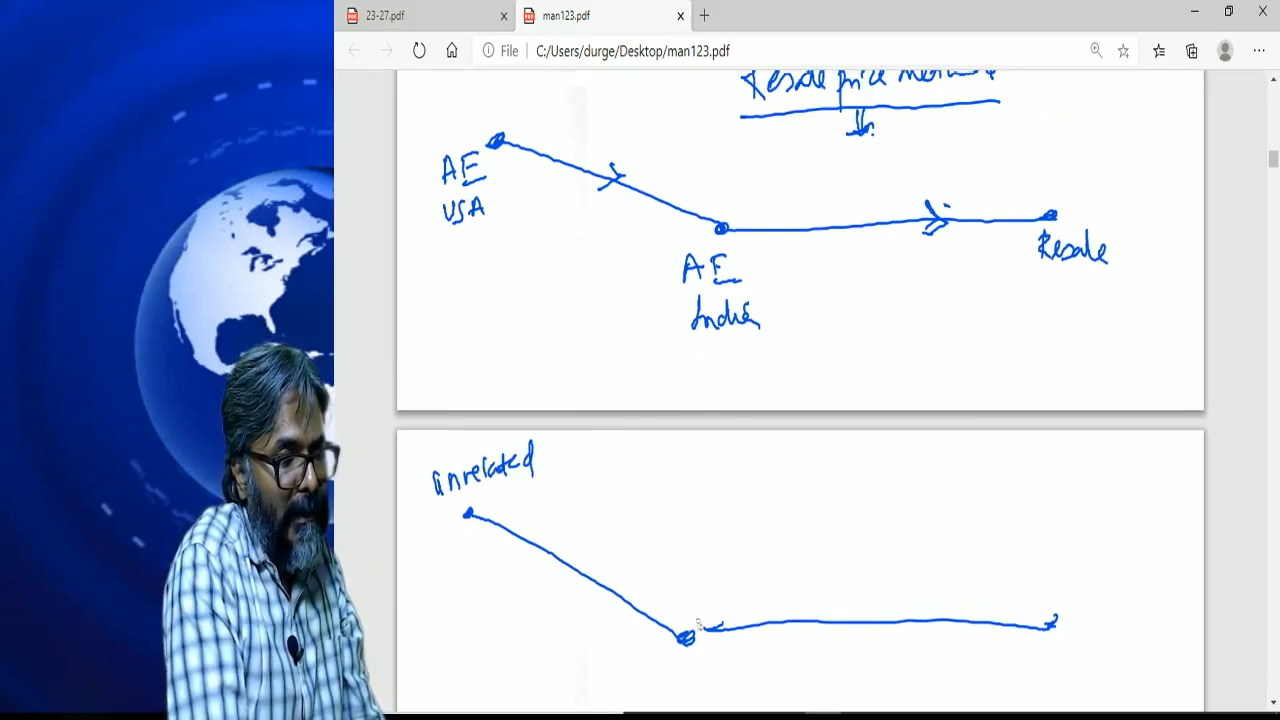 23-27.pdf
man123.pdf
File
C:/Users/durge/Desktop/man123.pdf
Resale price method
AE
USA
AE
India
Resale
unrelated